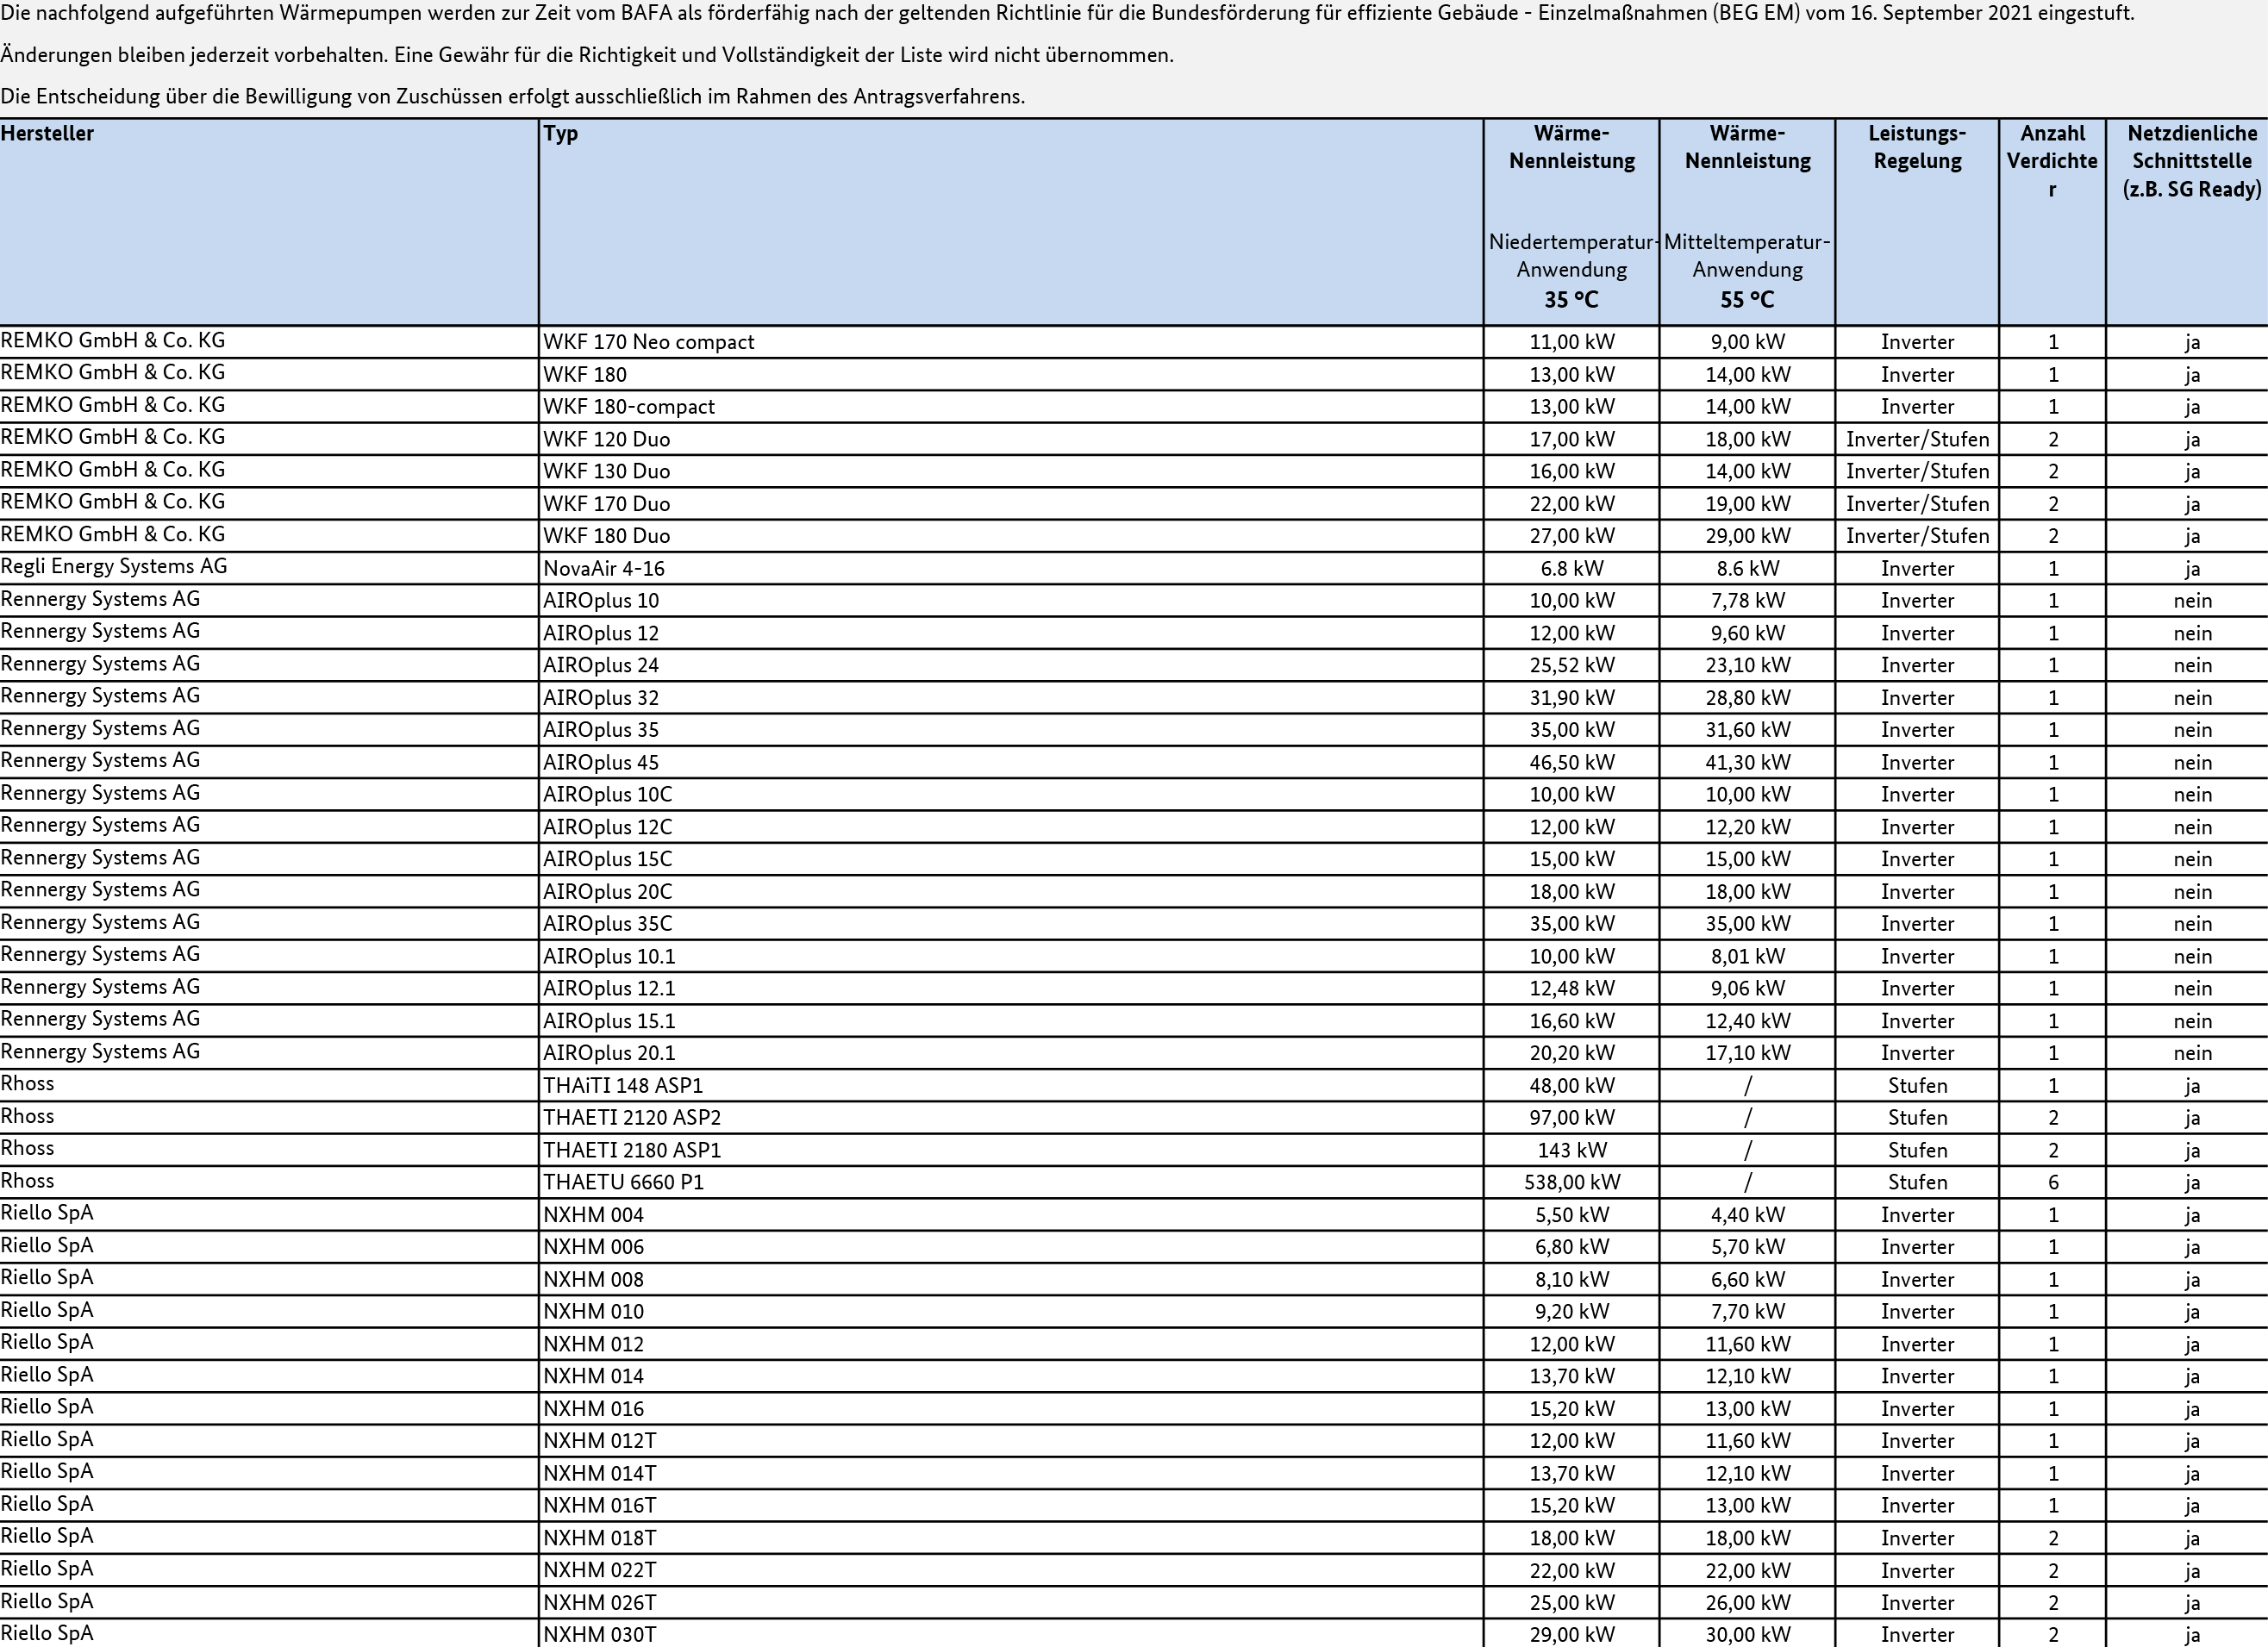 Die nachfolgend aufgeführten Wärmepumpen werden zur Zeit vom BAFA als förderfähig nach der geltenden Richtlinie für die Bundesförderung für effiziente Gebäude - Einzelmaßnahmen (BEG EM) vom 16. September 2021 eingestuft.
Änderungen bleiben jederzeit vorbehalten. Eine Gewähr für die Richtigkeit und Vollständigkeit der Liste wird nicht übernommen.
Die Entscheidung über die Bewilligung von Zuschüssen erfolgt ausschließlich im Rahmen des Antragsverfahrens.
Hersteller Typ Wärme- Wärme- Leistungs- Anzahl Netzdienliche
Nennleistung Nennleistung Regelung Verdichte Schnittstelle
r (z.B. SG Ready)
Niedertemperatur- Mitteltemperatur-
Anwendung Anwendung
35 °C 55 °C
REMKO GmbH & Co. KG WKF 170 Neo compact 11,00 kW 9,00 kW Inverter 1 ja
REMKO GmbH & Co. KG WKF 180 13,00 kW 14,00 kW Inverter 1 ja
REMKO GmbH & Co. KG WKF 180-compact 13,00 kW 14,00 kW Inverter 1 ja
REMKO GmbH & Co. KG WKF 120 Duo 17,00 kW 18,00 kW Inverter/Stufen 2 ja
REMKO GmbH & Co. KG WKF 130 Duo 16,00 kW 14,00 kW Inverter/Stufen 2 ja
REMKO GmbH & Co. KG WKF 170 Duo 22,00 kW 19,00 kW Inverter/Stufen 2 ja
REMKO GmbH & Co. KG WKF 180 Duo 27,00 kW 29,00 kW Inverter/Stufen 2 ja
Regli Energy Systems AG NovaAir 4-16 6.8 kW 8.6 kW Inverter 1 ja
Rennergy Systems AG AIROplus 10 10,00 kW 7,78 kW Inverter 1 nein
Rennergy Systems AG AIROplus 12 12,00 kW 9,60 kW Inverter 1 nein
Rennergy Systems AG AIROplus 24 25,52 kW 23,10 kW Inverter 1 nein
Rennergy Systems AG AIROplus 32 31,90 kW 28,80 kW Inverter 1 nein
Rennergy Systems AG AIROplus 35 35,00 kW 31,60 kW Inverter 1 nein
Rennergy Systems AG AIROplus 45 46,50 kW 41,30 kW Inverter 1 nein
Rennergy Systems AG AIROplus 10C 10,00 kW 10,00 kW Inverter 1 nein
Rennergy Systems AG AIROplus 12C 12,00 kW 12,20 kW Inverter 1 nein
Rennergy Systems AG AIROplus 15C 15,00 kW 15,00 kW Inverter 1 nein
Rennergy Systems AG AIROplus 20C 18,00 kW 18,00 kW Inverter 1 nein
Rennergy Systems AG AIROplus 35C 35,00 kW 35,00 kW Inverter 1 nein
Rennergy Systems AG AIROplus 10.1 10,00 kW 8,01 kW Inverter 1 nein
Rennergy Systems AG AIROplus 12.1 12,48 kW 9,06 kW Inverter 1 nein
Rennergy Systems AG AIROplus 15.1 16,60 kW 12,40 kW Inverter 1 nein
Rennergy Systems AG AIROplus 20.1 20,20 kW 17,10 kW Inverter 1 nein
Rhoss THAiTI 148 ASP1 48,00 kW / Stufen 1 ja
Rhoss THAETI 2120 ASP2 97,00 kW / Stufen 2 ja
Rhoss THAETI 2180 ASP1 143 kW / Stufen 2 ja
Rhoss THAETU 6660 P1 538,00 kW / Stufen 6 ja
Riello SpA NXHM 004 5,50 kW 4,40 kW Inverter 1 ja
Riello SpA NXHM 006 6,80 kW 5,70 kW Inverter 1 ja
Riello SpA NXHM 008 8,10 kW 6,60 kW Inverter 1 ja
Riello SpA NXHM 010 9,20 kW 7,70 kW Inverter 1 ja
Riello SpA NXHM 012 12,00 kW 11,60 kW Inverter 1 ja
Riello SpA NXHM 014 13,70 kW 12,10 kW Inverter 1 ja
Riello SpA NXHM 016 15,20 kW 13,00 kW Inverter 1 ja
Riello SpA NXHM 012T 12,00 kW 11,60 kW Inverter 1 ja
Riello SpA NXHM 014T 13,70 kW 12,10 kW Inverter 1 ja
Riello SpA NXHM 016T 15,20 kW 13,00 kW Inverter 1 ja
Riello SpA NXHM 018T 18,00 kW 18,00 kW Inverter 2 ja
Riello SpA NXHM 022T 22,00 kW 22,00 kW Inverter 2 ja
Riello SpA NXHM 026T 25,00 kW 26,00 kW Inverter 2 ja
Riello SpA NXHM 030T 29,00 kW 30,00 kW Inverter 2 ja